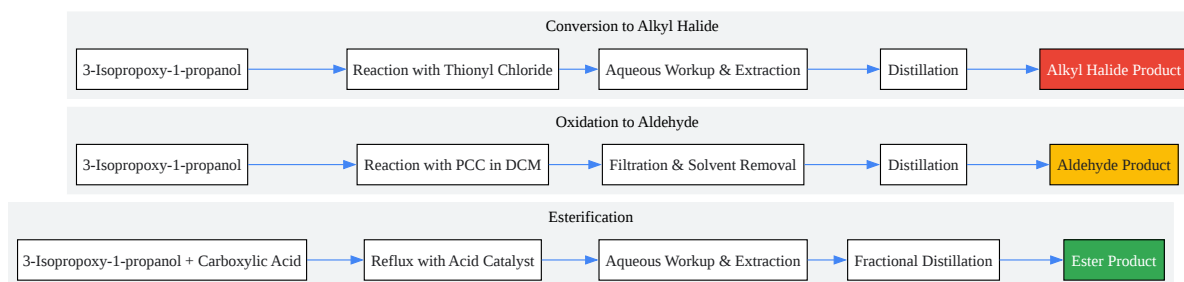 Conversion to Alkyl Halide
3-Isopropoxy-1-propanol
Reaction with Thionyl Chloride
Aqueous Workup & Extraction
Distillation
Alkyl Halide Product
Oxidation to Aldehyde
3-Isopropoxy-1-propanol
Reaction with PCC in DCM
Filtration & Solvent Removal
Distillation
Aldehyde Product
Esterification
3-Isopropoxy-1-propanol + Carboxylic Acid
Reflux with Acid Catalyst
Aqueous Workup & Extraction
Fractional Distillation
Ester Product